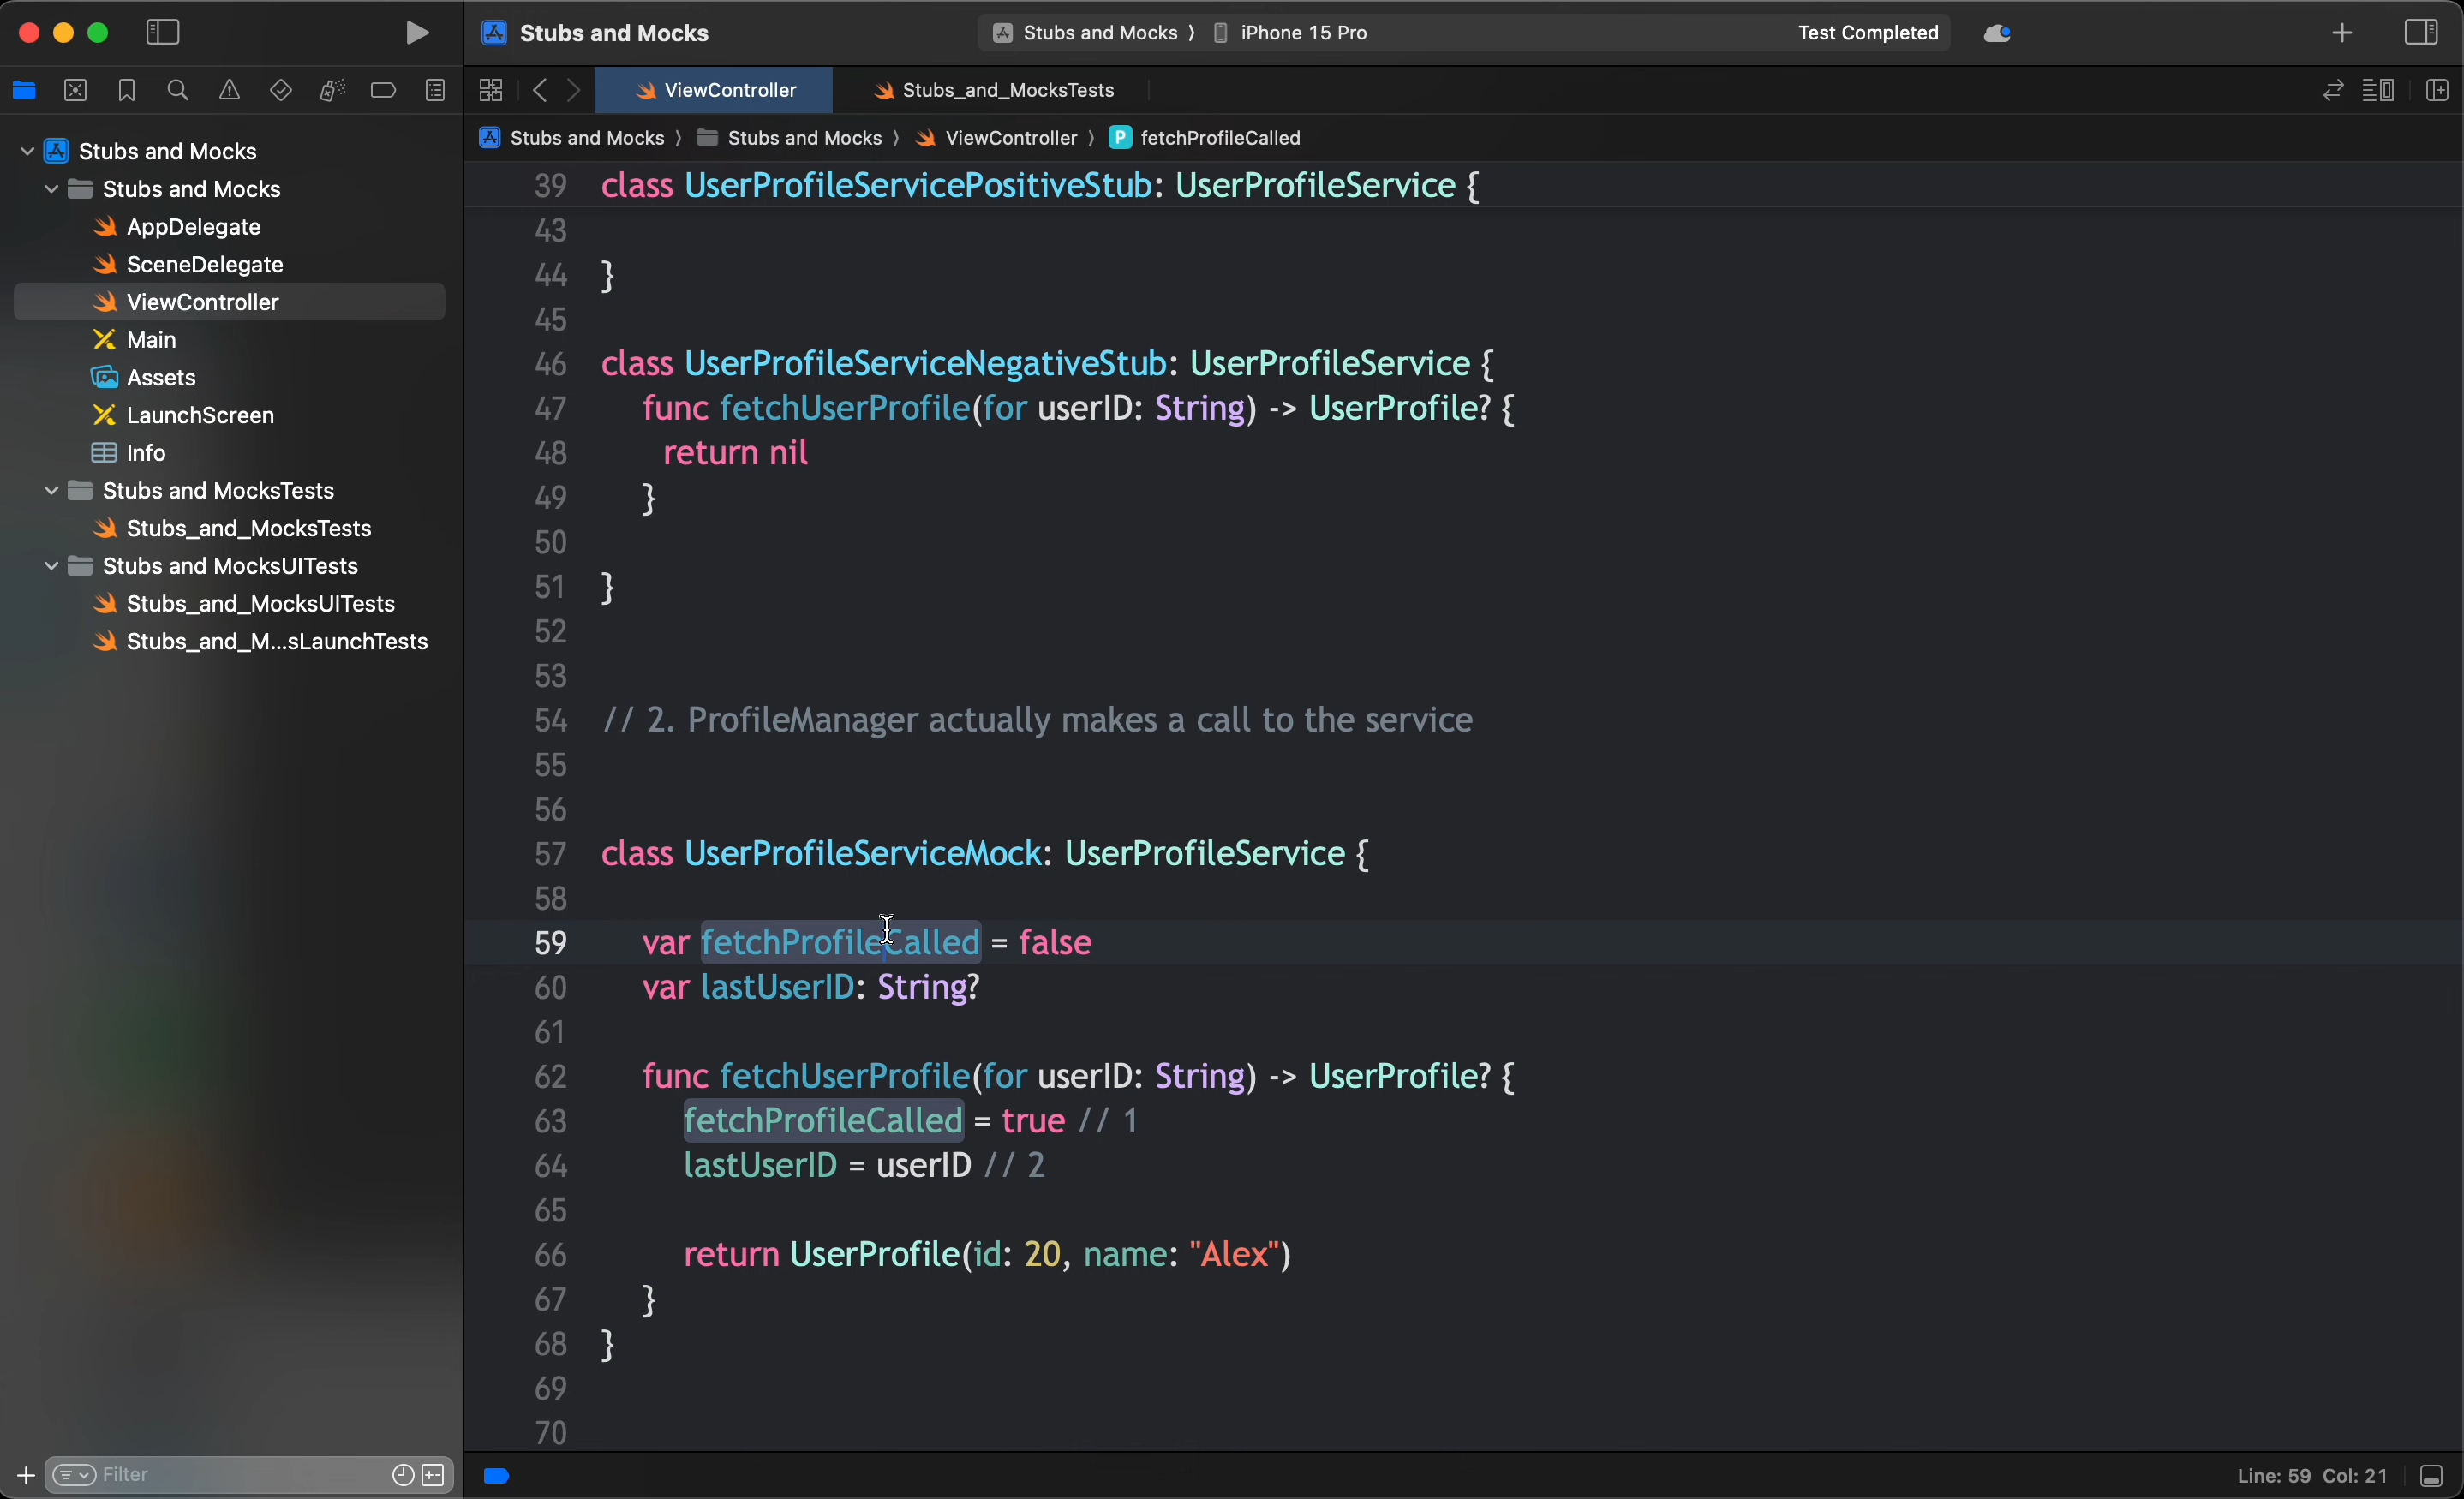 Stubs and Mocks
Stubs and Mocks 〉 iPhone 15 Pro
Test Completed
ViewController
Stubs_and_MocksTests
Stubs and Mocks 〉 Stubs and Mocks 〉 ViewController 〉 P fetchProfileCalled
Stubs and Mocks
Stubs and Mocks
AppDelegate
SceneDelegate
ViewController
Main
Assets
LaunchScreen
Info
Stubs and MocksTests
Stubs_and_MocksTests
Stubs and MocksUITests
Stubs_and_MocksUITests
Stubs_and_M...sLaunchTests
Filter
39 class UserProfileServicePositiveStub: UserProfileService {
43
44 }
45
46 class UserProfileServiceNegativeStub: UserProfileService {
47 func fetchUserProfile(for userID: String) -> UserProfile? {
48 return nil
49 }
50
51 }
52
53
54 // 2. ProfileManager actually makes a call to the service
55
56
57 class UserProfileServiceMock: UserProfileService {
58
59 var fetchProfileCalled = false
60 var lastUserID: String?
61
62 func fetchUserProfile(for userID: String) -> UserProfile? {
63 fetchProfileCalled = true // 1
64 lastUserID = userID // 2
65
66 return UserProfile(id: 20, name: "Alex")
67 }
68 }
69
70
Line: 59 Col: 21